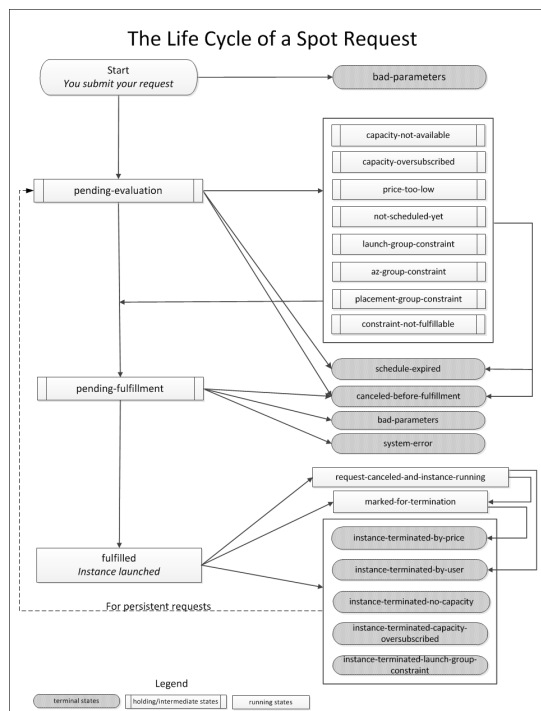 The Life Cycle of a Spot Request
Start
You submit your request
bad-parameters
capacity-not-available
capacity-oversubscribed
price-too-low
not-scheduled-yet
launch-group-constraint
az-group-constraint
placement-group-constraint
constraint-not-fulfillable
pending-evaluation
schedule-expired
canceled-before-fulfillment
bad-parameters
system-error
pending-fulfillment
request-canceled-and-instance-running
marked-for-termination
instance-terminated-by-price
instance-terminated-by-user
instance-terminated-no-capacity
instance-terminated-capacity-
oversubscribed
instance-terminated-launch-group-
constraint
fulfilled
Instance launched
For persistent requests
Legend
terminal states
holding/intermediate states
running states